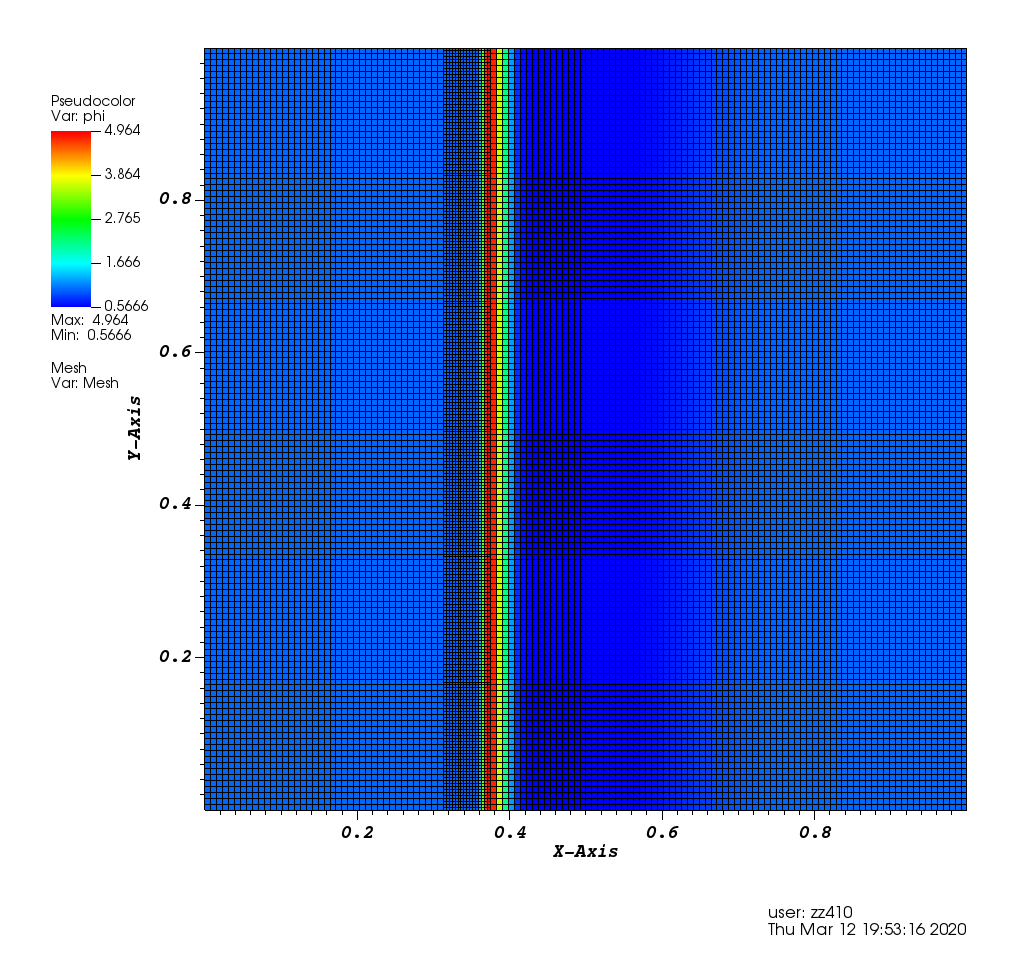 Pseudocolor
Var: phi
4.964
3.864
2.765
1.666
0.5666
Max: 4.964
Min: 0.5666
Mesh
Var: Mesh
0.8
0.6
0.4
0.2
Y-Axis
0.2 0.4 0.6 0.8
X-Axis
user: zz410
Thu Mar 12 19:53:16 2020